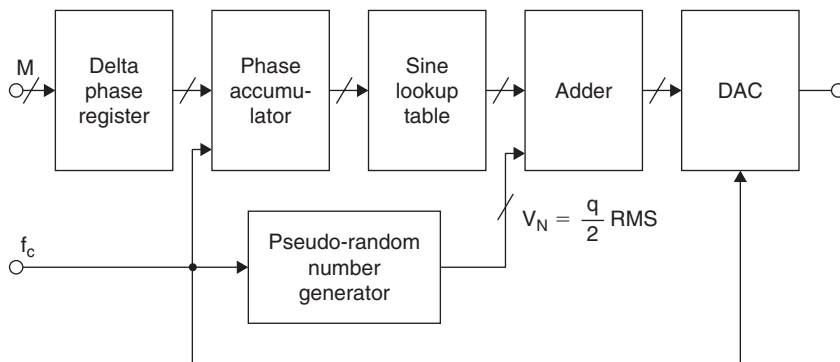 M
Delta
phase
register
Phase
accumu-
lator
Sine
lookup
table
Adder
DAC
f_c
Pseudo-random
number
generator
V_N = q/2 RMS